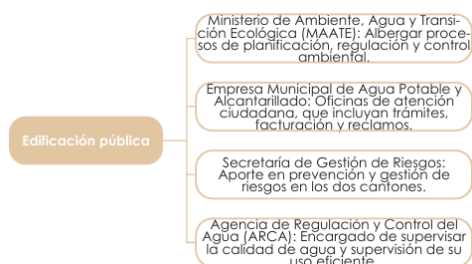 Ministerio de Ambiente, Agua y Transi-
ción Ecológica (MAATE): Albergar proce-
sos de planificación, regulación y control
ambiental.
Empresa Municipal de Agua Potable y
Alcantarillado: Oficinas de atención
ciudadana, que incluyan trámites,
facturación y reclamos.
Edificación pública
Secretaría de Gestión de Riesgos:
Aporte en prevención y gestión de
riesgos en los dos cantones.
Agencia de Regulación y Control del
Agua (ARCA): Encargado de supervisar
la calidad de agua y supervisión de su
uso eficiente